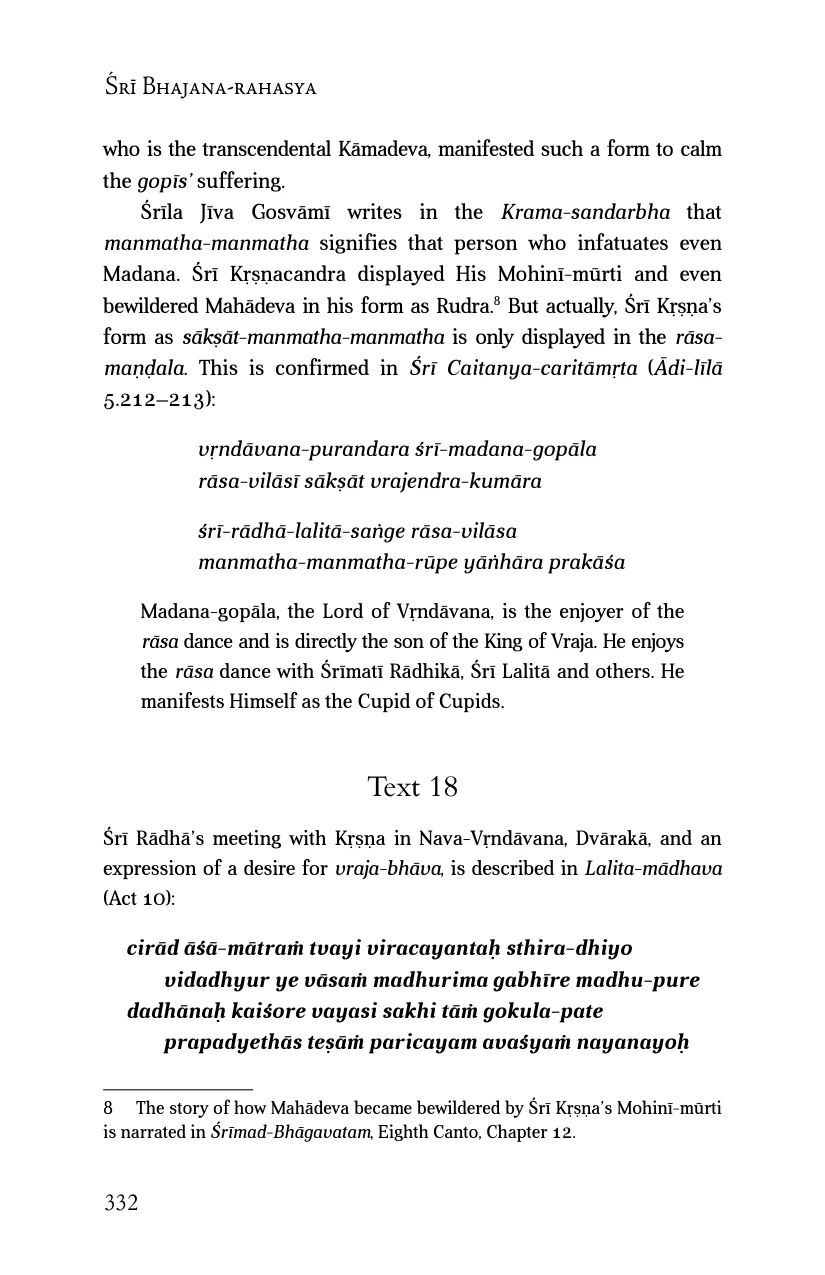 Śrī Bhajana-rahasya
who is the transcendental Kāmadeva, manifested such a form to calm
the gopīs’ suffering.
Śrīla Jīva Gosvāmī writes in the Krama-sandarbha that
manmatha-manmatha signifies that person who infatuates even
Madana. Śrī Kṛṣṇacandra displayed His Mohinī-mūrti and even
bewildered Mahādeva in his form as Rudra.8 But actually, Śrī Kṛṣṇa’s
form as sākṣāt-manmatha-manmatha is only displayed in the rāsa-
maṇḍala. This is confirmed in Śrī Caitanya-caritāmṛta (Ādi-līlā
5.212–213):
vṛndāvana-purandara śrī-madana-gopāla
rāsa-vilāsī sākṣāt vrajendra-kumāra
śrī-rādhā-lalitā-saṅge rāsa-vilāsa
manmatha-manmatha-rūpe yāṅhāra prakāśa
Madana-gopāla, the Lord of Vṛndāvana, is the enjoyer of the
rāsa dance and is directly the son of the King of Vraja. He enjoys
the rāsa dance with Śrīmatī Rādhikā, Śrī Lalitā and others. He
manifests Himself as the Cupid of Cupids.
Text 18
Śrī Rādhā’s meeting with Kṛṣṇa in Nava-Vṛndāvana, Dvārakā, and an
expression of a desire for vraja-bhāva, is described in Lalita-mādhava
(Act 10):
cirād āśā-mātraṁ tvayi viracayantaḥ sthira-dhiyo
vidadhyur ye vāsaṁ madhurima gabhīre madhu-pure
dadhānaḥ kaiśore vayasi sakhi tāṁ gokula-pate
prapadyethās teṣāṁ paricayam avaśyaṁ nayanayoḥ
8 The story of how Mahādeva became bewildered by Śrī Kṛṣṇa’s Mohinī-mūrti
is narrated in Śrīmad-Bhāgavatam, Eighth Canto, Chapter 12.
332